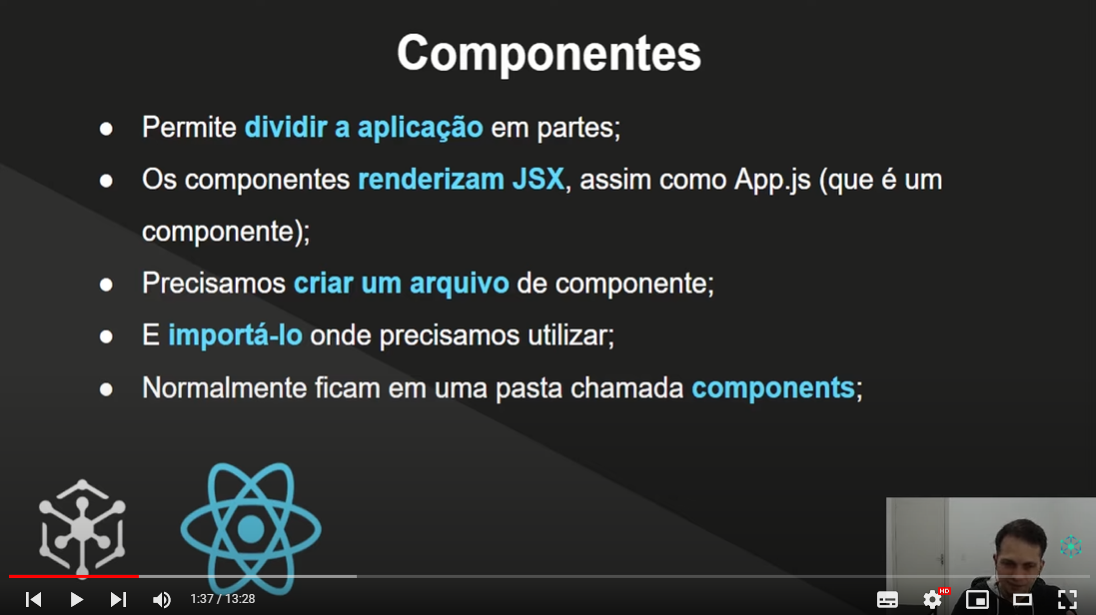 Componentes
● Permite dividir a aplicação em partes;
● Os componentes renderizam JSX, assim como App.js (que é um
componente);
● Precisamos criar um arquivo de componente;
● E importá-lo onde precisamos utilizar;
● Normalmente ficam em uma pasta chamada components;
1:37 / 13:28
HD